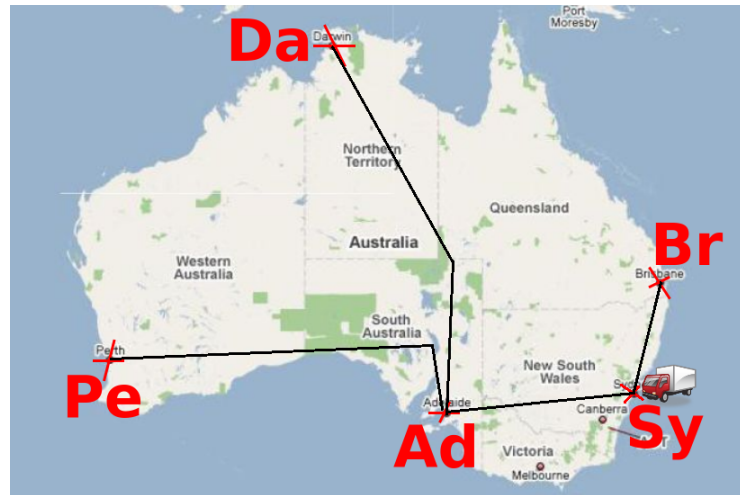 Port
Moresby
Da
Darwin
Northern
Territory
Queensland
Australia
Western
Australia
Br
Brisbane
South
Australia
Perth
Pe
New South
Wales
Adelaide
Ad
Canberra
Sy
Victoria
Melbourne